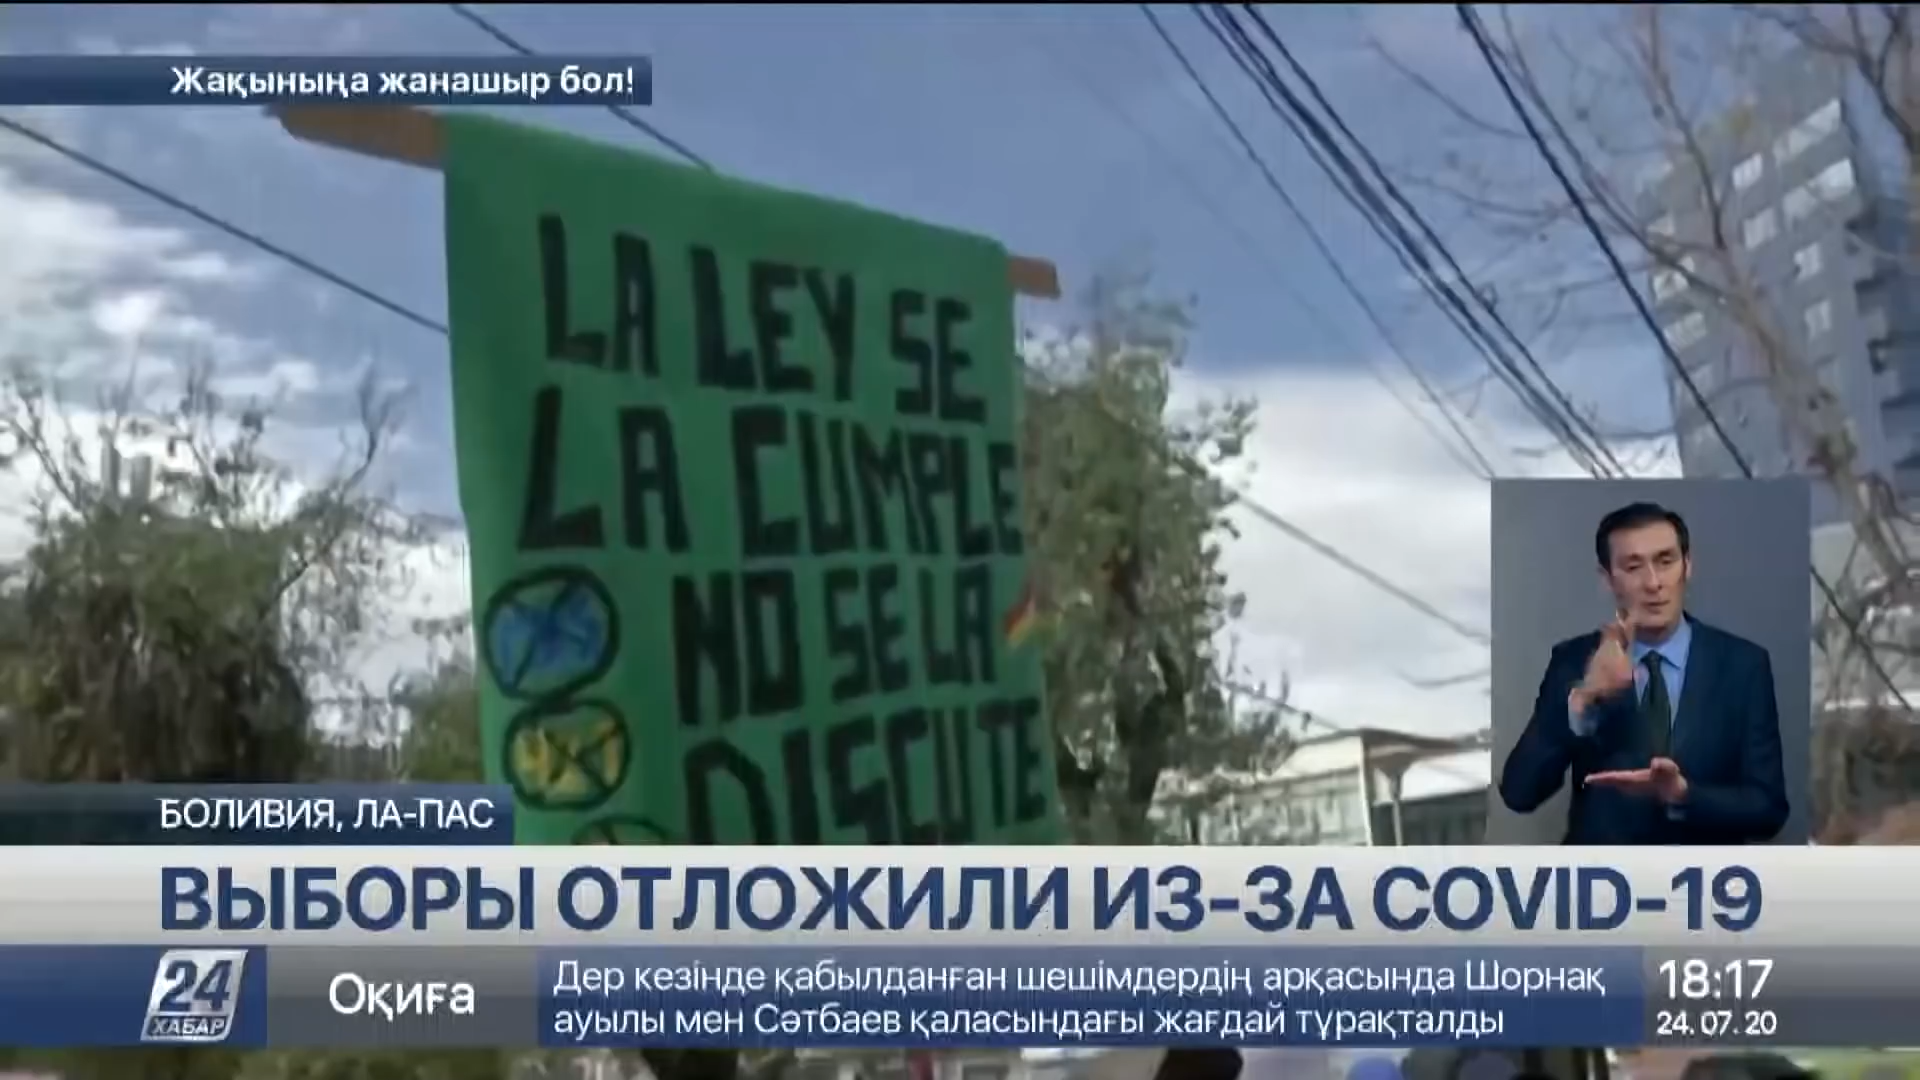 Жақыныңа жанашыр бол!
LA LEY SE
LA CUMPLE
NO SE LA
DISCUTE
БОЛИВИЯ, ЛА-ПАС
ВЫБОРЫ ОТЛОЖИЛИ ИЗ-ЗА COVID-19
24
ХАБАР
Оқиға
Дер кезінде қабылданған шешімдердің арқасында Шорнақ
ауылы мен Сәтбаев қаласындағы жағдай тұрақталды
18:17
24. 07. 20